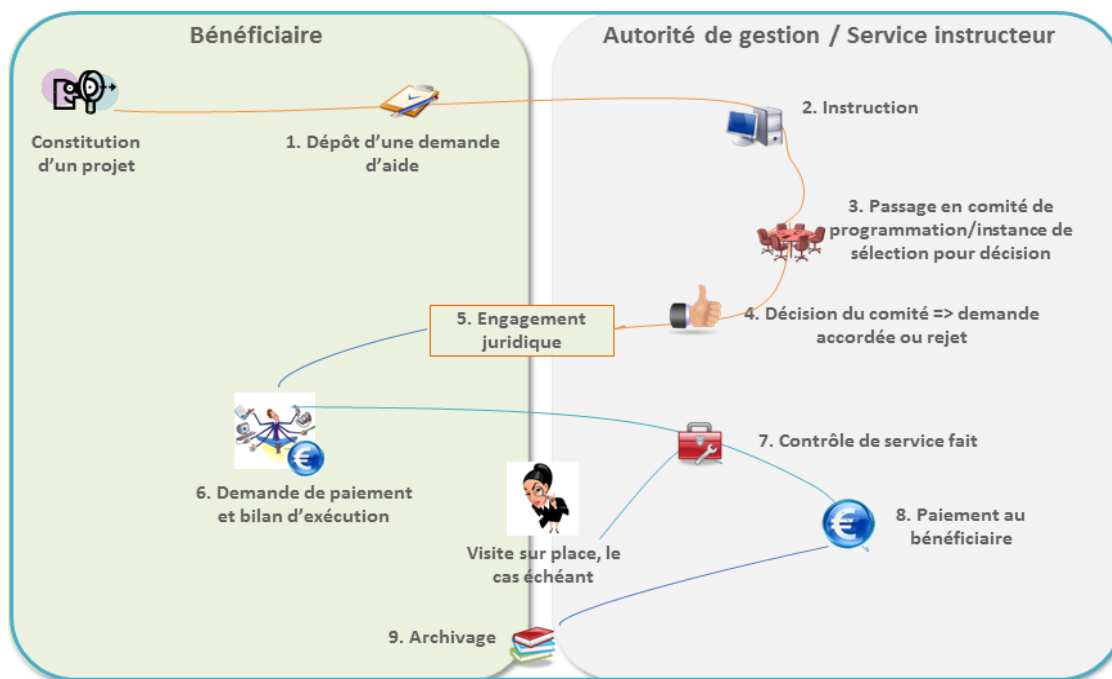 Bénéficiaire
Autorité de gestion / Service instructeur
Constitution
d’un projet
1. Dépôt d’une demande
d’aide
2. Instruction
3. Passage en comité de
programmation/instance de
sélection pour décision
4. Décision du comité => demande
accordée ou rejet
5. Engagement
juridique
6. Demande de paiement
et bilan d’exécution
7. Contrôle de service fait
Visite sur place, le
cas échéant
8. Paiement au
bénéficiaire
9. Archivage